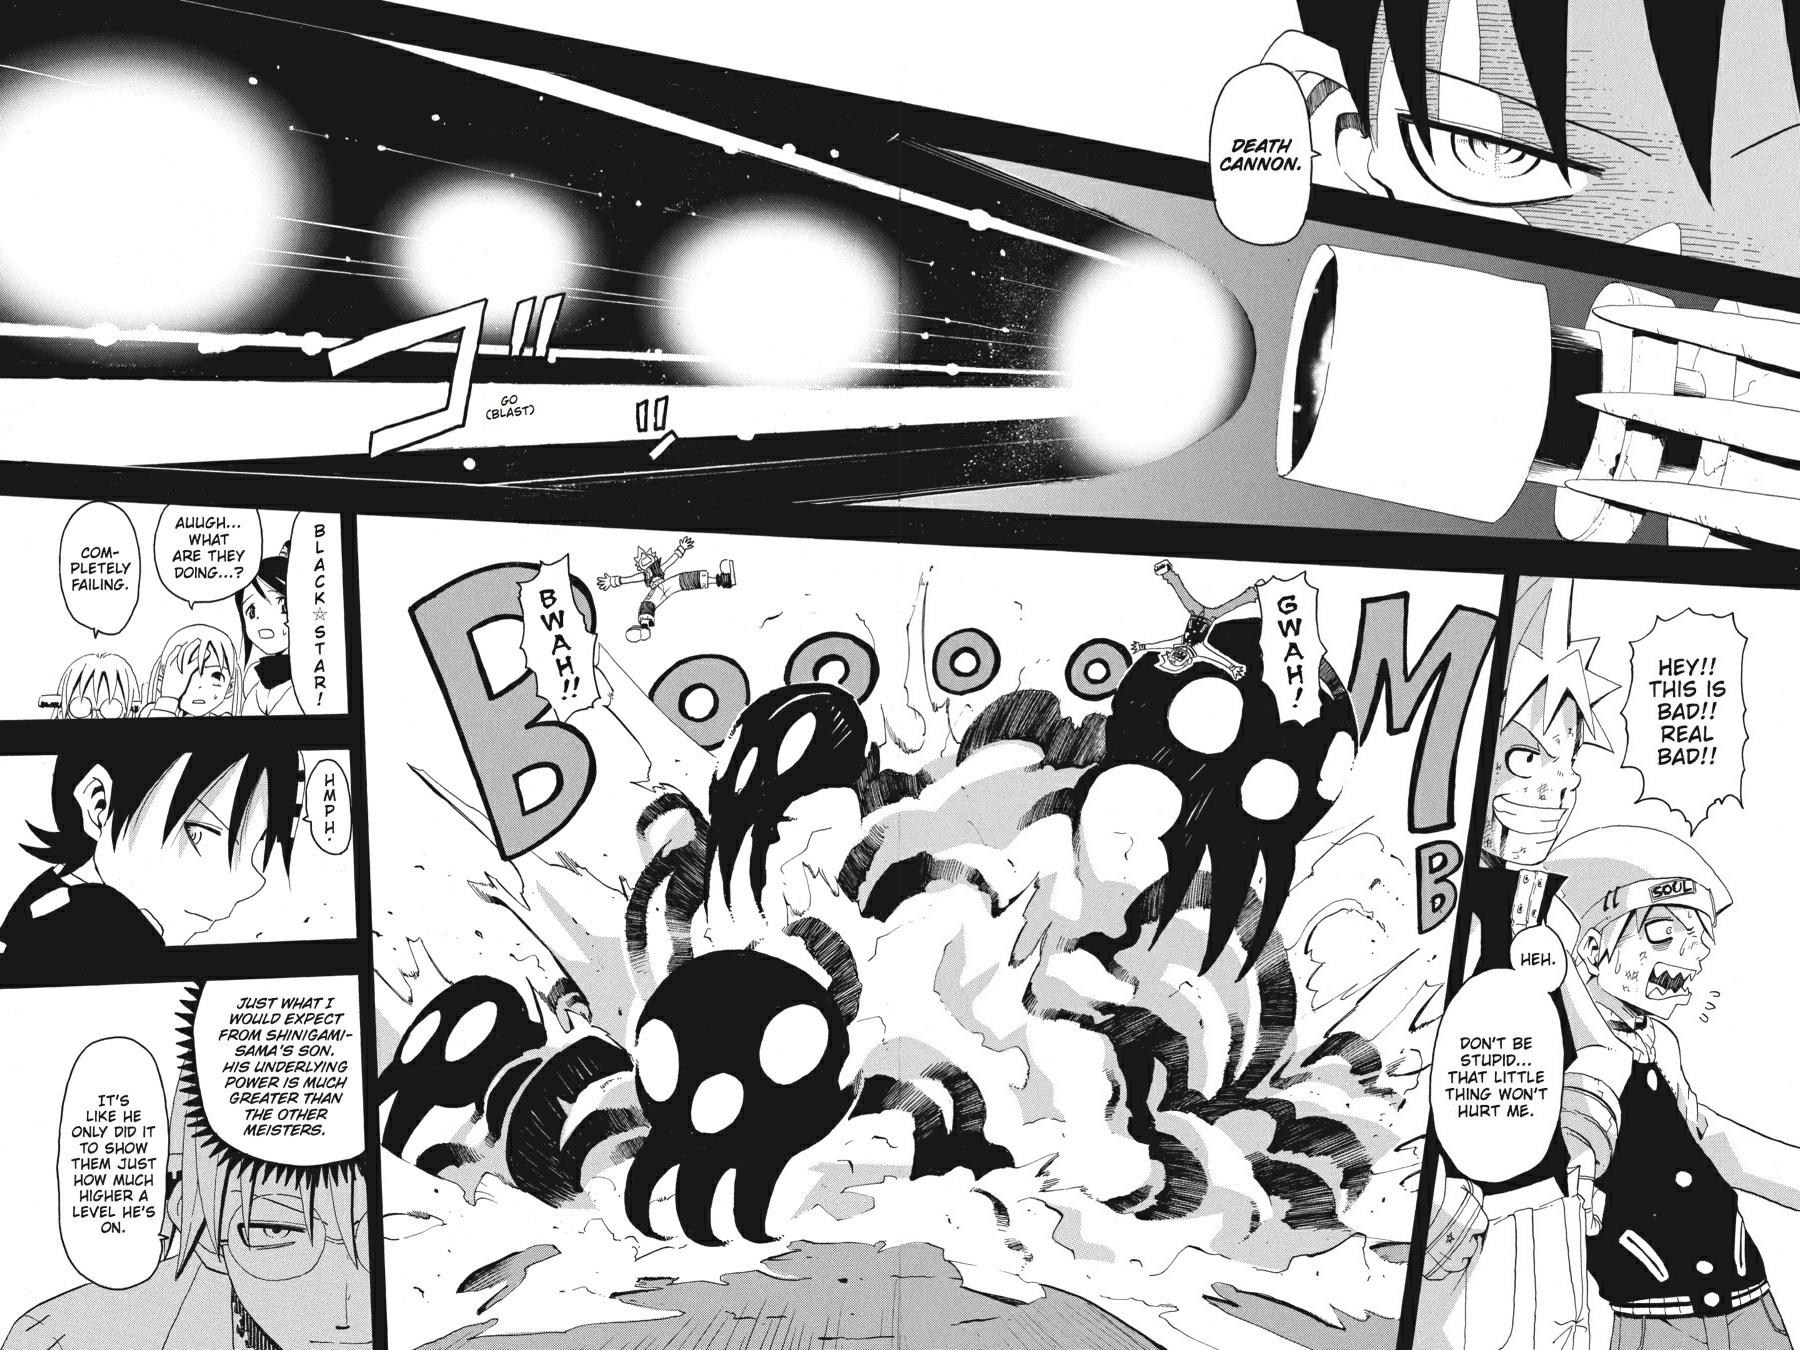 DEATH
CANNON.
ゴッ
GO
(BLAST)
HEY!!
THIS IS
BAD!!
REAL
BAD!!
SOUL
HEH.
DON'T BE
STUPID...
THAT LITTLE
THING WON'T
HURT ME.
BOOOOMB
GWAH!
BWAH!!
BLACK☆STAR!
AUUGH...
WHAT
ARE THEY
DOING...?
COM-
PLETELY
FAILING.
HMPH.
JUST WHAT I
WOULD EXPECT
FROM SHINIGAMI-
SAMA'S SON.
HIS UNDERLYING
POWER IS MUCH
GREATER THAN
THE OTHER
MEISTERS.
IT'S
LIKE HE
ONLY DID IT
TO SHOW
THEM JUST
HOW MUCH
HIGHER A
LEVEL HE'S
ON.